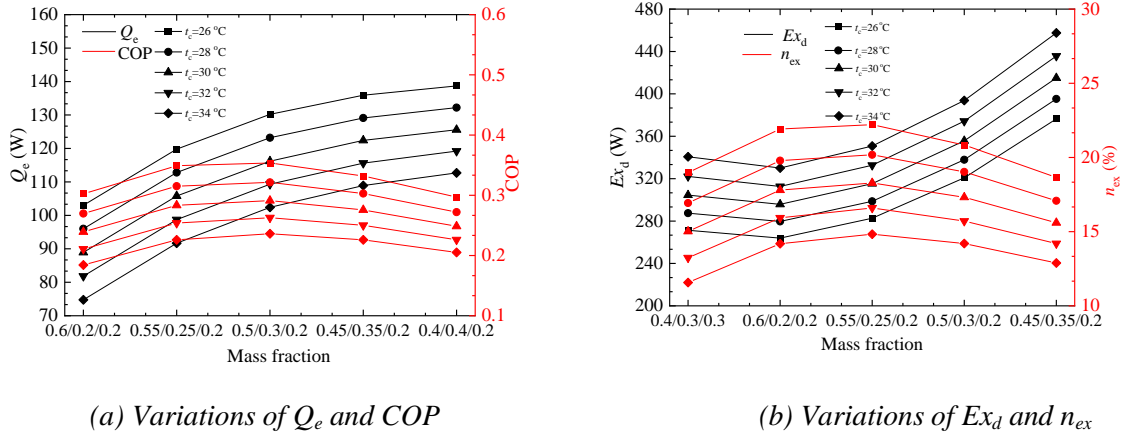 160
150
140
130
120
110
100
90
80
70
Qe (W)
Qe
COP
tc=26 °C
tc=28 °C
tc=30 °C
tc=32 °C
tc=34 °C
0.6
0.5
0.4
0.3
0.2
0.1
COP
0.6/0.2/0.2 0.55/0.25/0.2 0.5/0.3/0.2 0.45/0.35/0.2 0.4/0.4/0.2
Mass fraction
(a) Variations of Qe and COP
480
440
400
360
320
280
240
200
Exd (W)
Exd
nex
tc=26 °C
tc=28 °C
tc=30 °C
tc=32 °C
tc=34 °C
30
25
20
15
10
nex (%)
0.4/0.3/0.3 0.6/0.2/0.2 0.55/0.25/0.2 0.5/0.3/0.2 0.45/0.35/0.2
Mass fraction
(b) Variations of Exd and nex